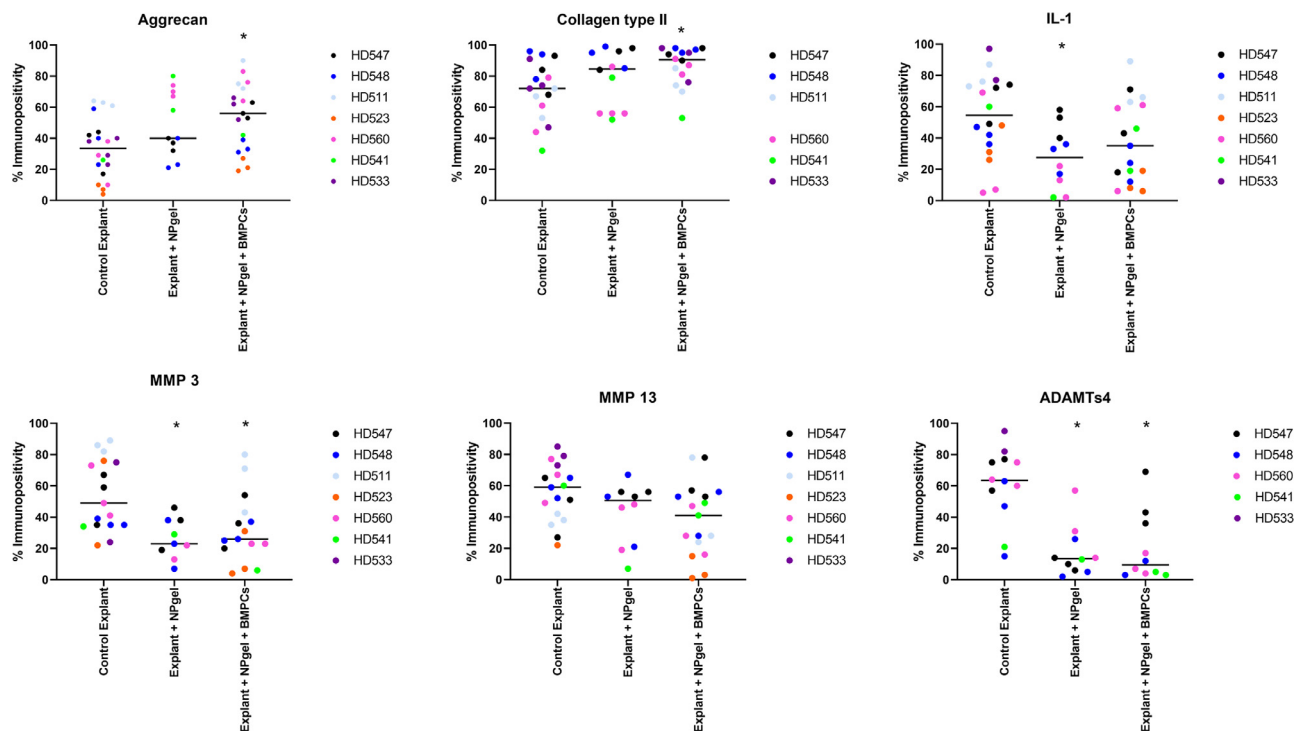 Aggrecan
*
% Immunopositivity
100
80
60
40
20
0
Control Explant
Explant + NPgel
Explant + NPgel + BMPCs
HD547
HD548
HD511
HD523
HD560
HD541
HD533
Collagen type II
*
% Immunopositivity
100
80
60
40
20
0
Control Explant
Explant + NPgel
Explant + NPgel + BMPCs
HD547
HD548
HD511
HD560
HD541
HD533
IL-1
*
% Immunopositivity
100
80
60
40
20
0
Control Explant
Explant + NPgel
Explant + NPgel + BMPCs
HD547
HD548
HD511
HD523
HD560
HD541
HD533
MMP 3
*
*
% Immunopositivity
100
80
60
40
20
0
Control Explant
Explant + NPgel
Explant + NPgel + BMPCs
HD547
HD548
HD511
HD523
HD560
HD541
HD533
MMP 13
% Immunopositivity
100
80
60
40
20
0
Control Explant
Explant + NPgel
Explant + NPgel + BMPCs
HD547
HD548
HD511
HD523
HD560
HD541
HD533
ADAMTs4
*
*
% Immunopositivity
100
80
60
40
20
0
Control Explant
Explant + NPgel
Explant + NPgel + BMPCs
HD547
HD548
HD560
HD541
HD533